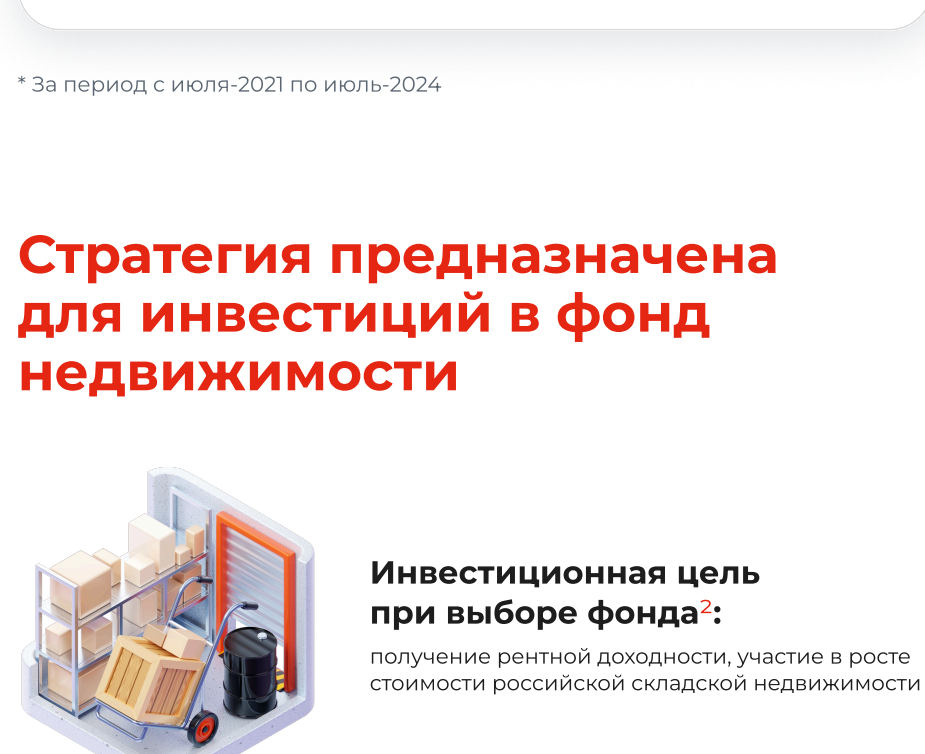 * За период с июля-2021 по июль-2024
Стратегия предназначена
для инвестиций в фонд
недвижимости
Инвестиционная цель
при выборе фонда²:
получение рентной доходности, участие в росте
стоимости российской складской недвижимости